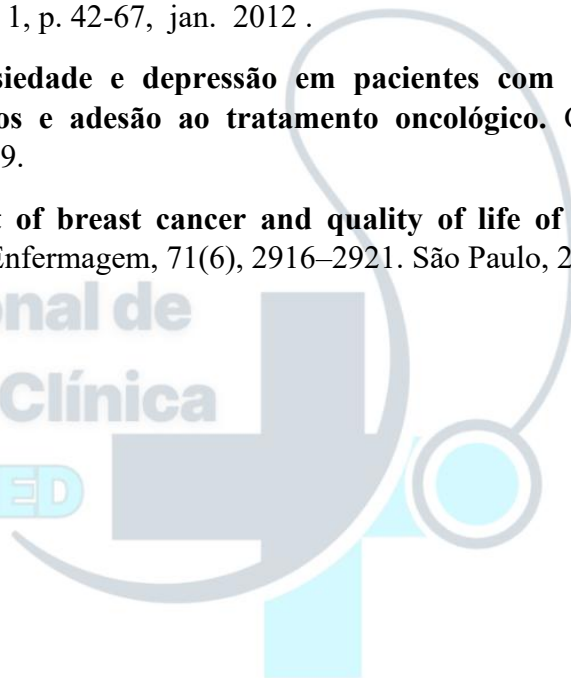 1, p. 42-67, jan. 2012 .
siedade e depressão em pacientes com
os e adesão ao tratamento oncológico.
9.
of breast cancer and quality of life of
Enfermagem, 71(6), 2916–2921. São Paulo, 2
onal de
Clínica
ED